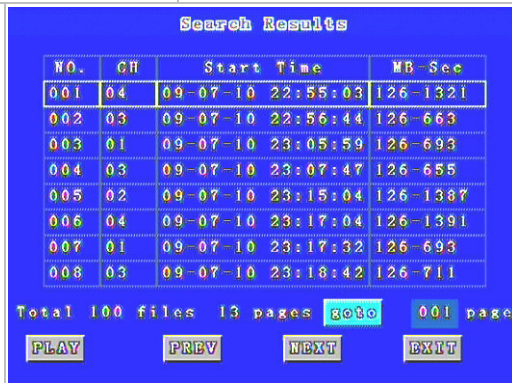 Search Results
NO. CH Start Time MB-Sec
001 04 09-07-10 22:55:03 126-1321
002 03 09-07-10 22:56:44 126-663
003 01 09-07-10 23:05:59 126-693
004 03 09-07-10 23:07:47 126-655
005 02 09-07-10 23:15:04 126-1387
006 04 09-07-10 23:17:04 126-1391
007 01 09-07-10 23:17:32 126-693
008 03 09-07-10 23:18:42 126-711
Total 100 files 13 pages goto 001 page
PLAY PREV NEXT EXIT